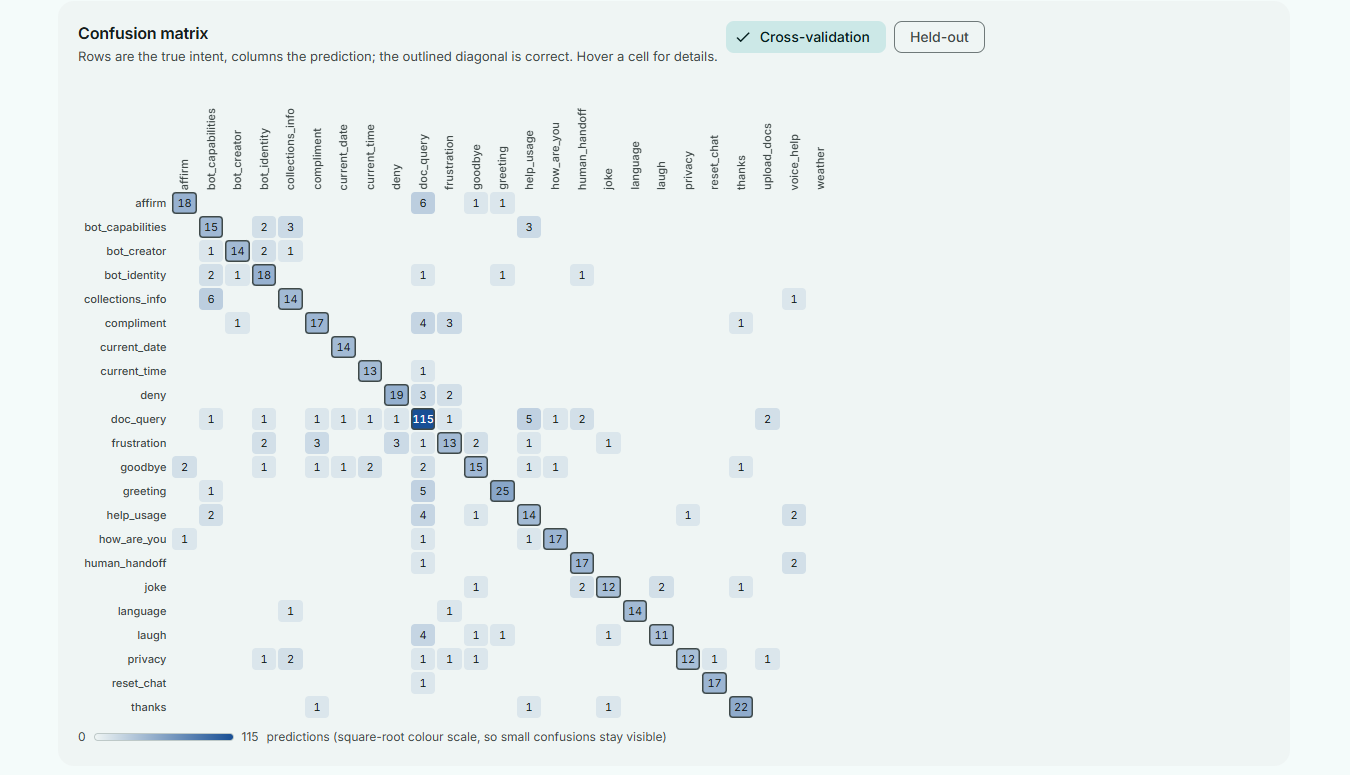 Confusion matrix
Cross-validation
Held-out
Rows are the true intent, columns the prediction; the outlined diagonal is correct. Hover a cell for details.
affirm
bot_capabilities
bot_creator
bot_identity
collections_info
compliment
current_date
current_time
deny
doc_query
frustration
goodbye
greeting
help_usage
how_are_you
human_handoff
joke
language
laugh
privacy
reset_chat
thanks
upload_docs
voice_help
weather
affirm 18 6 1 1
bot_capabilities 15 2 3 3
bot_creator 1 14 2 1
bot_identity 2 1 18 1 1 1
collections_info 6 14 1
compliment 1 17 4 3 1
current_date 14
current_time 13 1
deny 19 3 2
doc_query 1 1 1 1 1 1 115 1 5 1 2 2
frustration 2 3 3 1 13 2 1 1
goodbye 2 1 1 1 2 2 15 1 1 1
greeting 1 5 25
help_usage 2 4 1 14 1 2
how_are_you 1 1 1 17
human_handoff 1 17 2
joke 1 2 12 2 1
language 1 1 14
laugh 4 1 1 1 11
privacy 1 2 1 1 1 12 1 1
reset_chat 1 17
thanks 1 1 1 22
0 115 predictions (square-root colour scale, so small confusions stay visible)